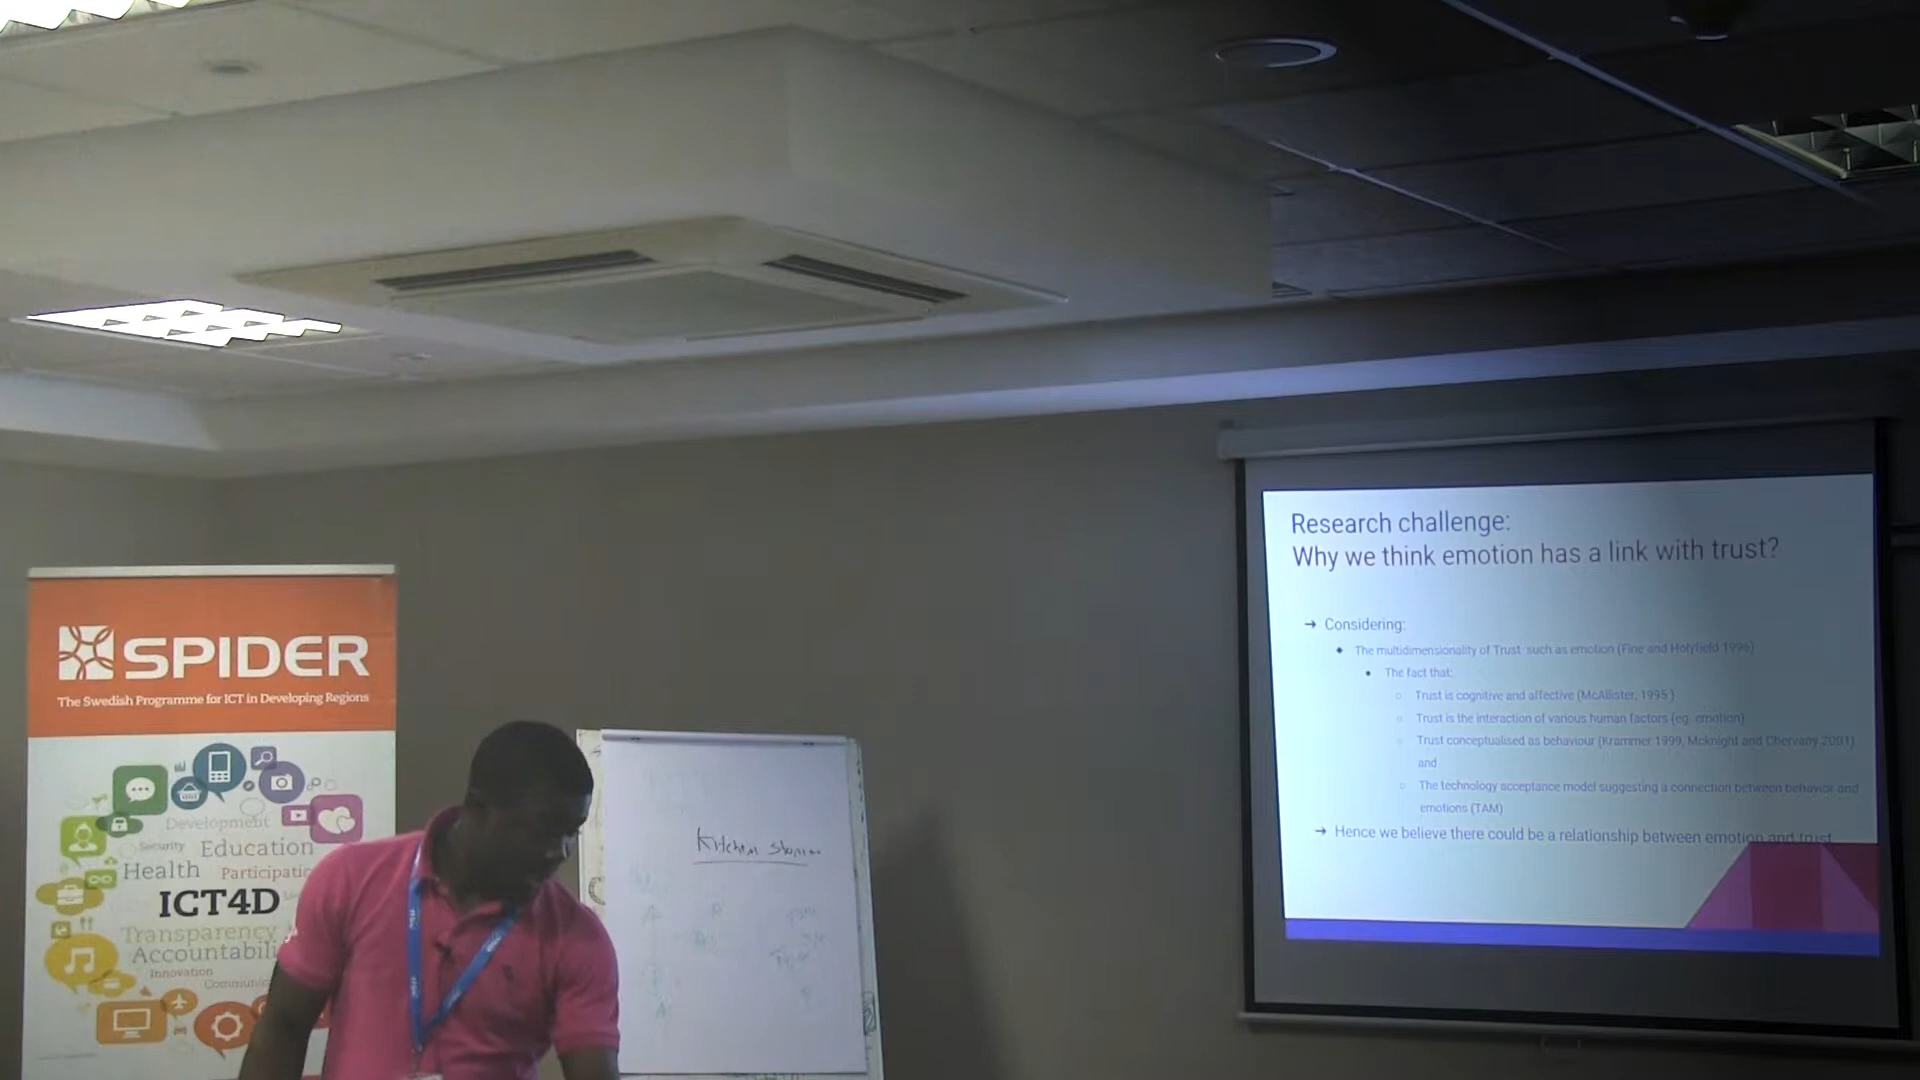 SPIDER
The Swedish Programme for ICT in Developing Regions
Development
Security Education
Health Participatio
ICT4D
Transparency
Accountabili
Innovation
Communic
Kitchen
Research challenge:
Why we think emotion has a link with trust?
→ Considering:
The multidimensionality of Trust such as emotion (Fine and Holyfield 1996)
The fact that:
Trust is cognitive and affective (McAllister, 1995 )
Trust is the interaction of various human factors (eg. emotion)
Trust conceptualised as behaviour (Krammer 1999, Mcknight and Chervany 2001)
and
The technology acceptance model suggesting a connection between behavior and
emotions (TAM)
→ Hence we believe there could be a relationship between emotion and trust